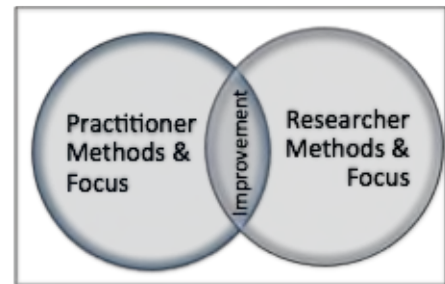 Practitioner
Methods &
Focus
Improvement
Researcher
Methods &
Focus